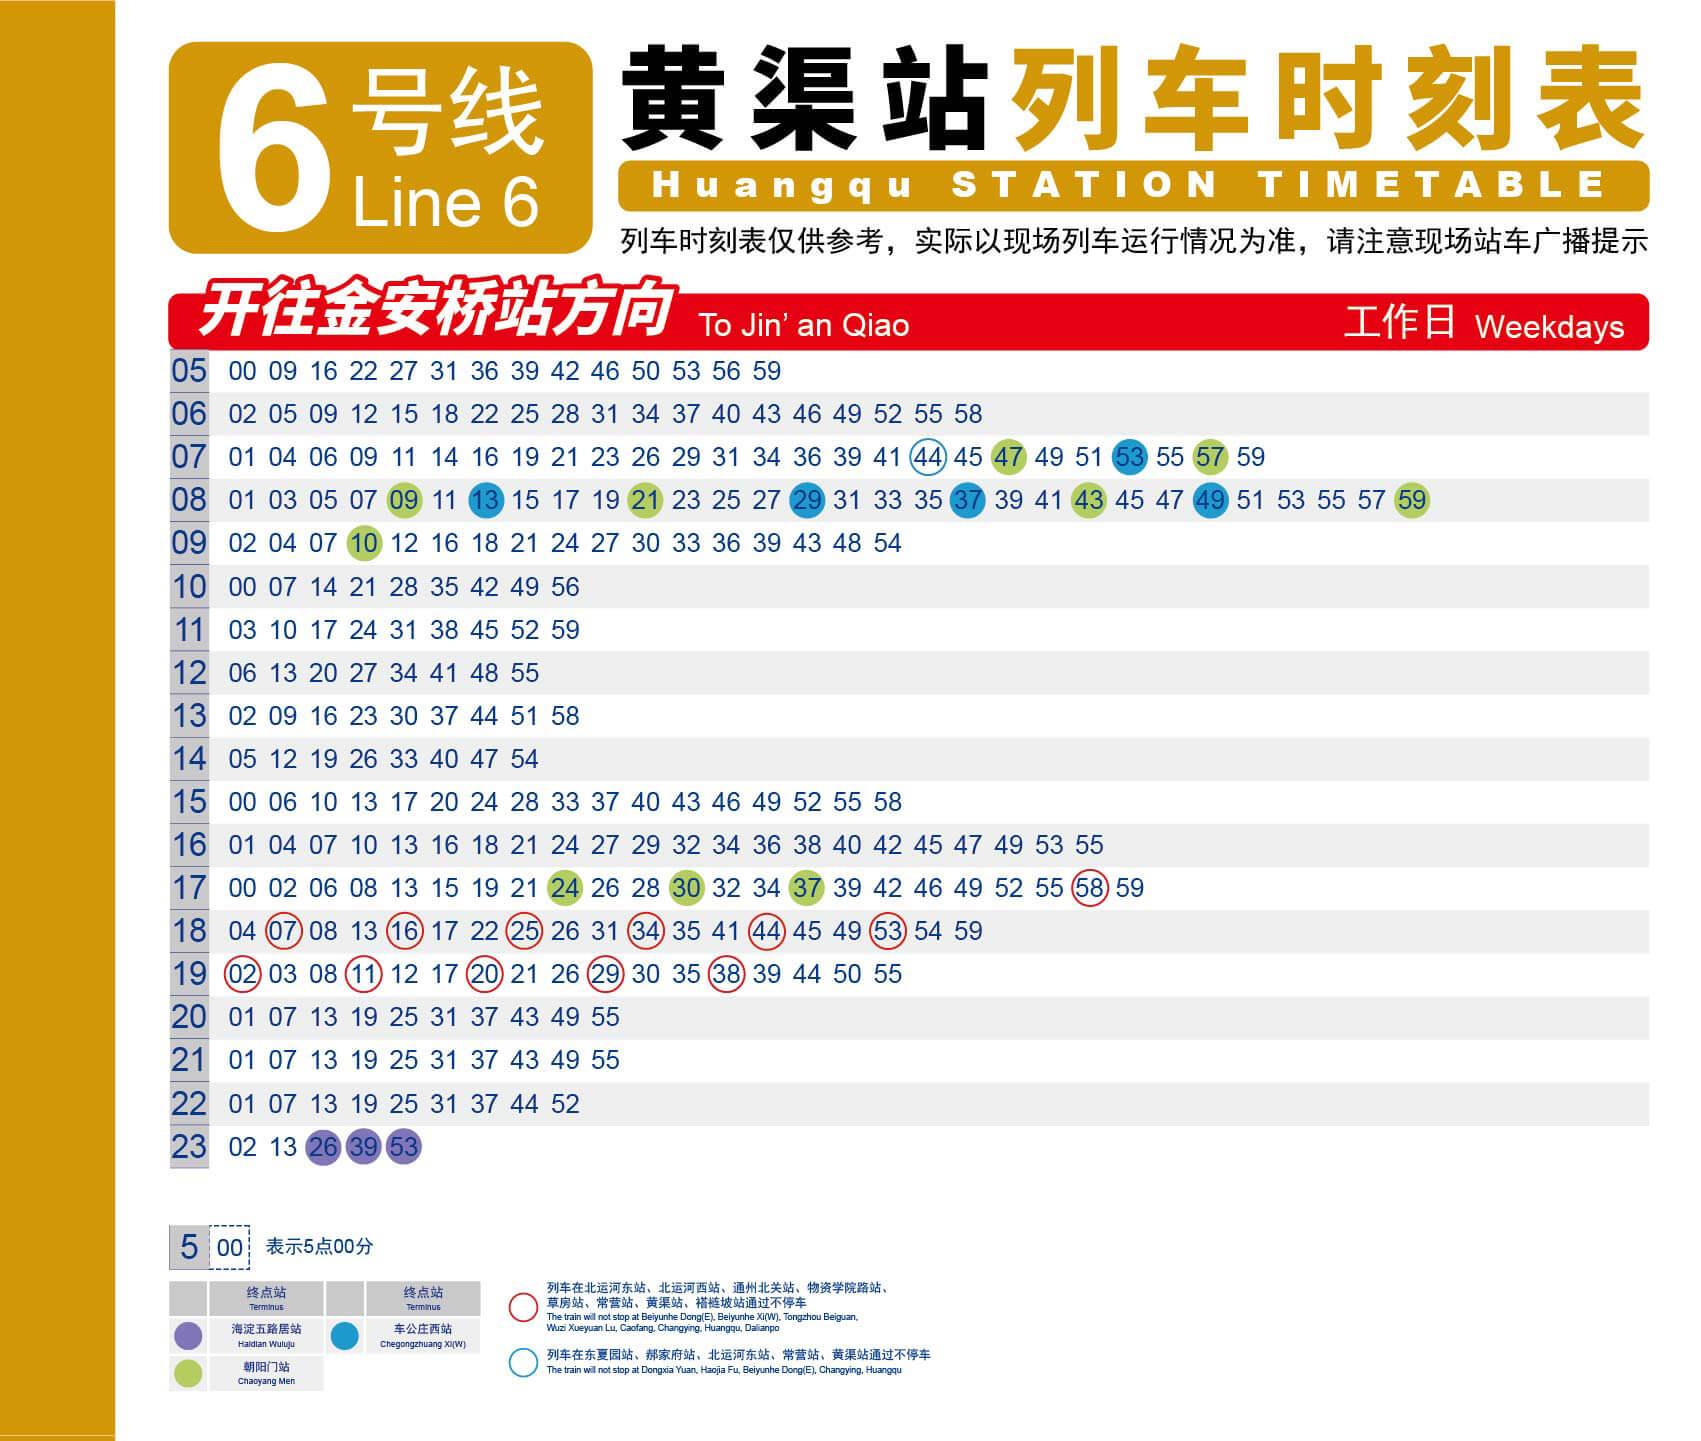 6号线
Line 6
黄渠站列车时刻表
Huangqu STATION TIMETABLE
列车时刻表仅供参考，实际以现场列车运行情况为准，请注意现场站车广播提示
开往金安桥站方向 To Jin’ an Qiao 工作日 Weekdays
05 00 09 16 22 27 31 36 39 42 46 50 53 56 59
06 02 05 09 12 15 18 22 25 28 31 34 37 40 43 46 49 52 55 58
07 01 04 06 09 11 14 16 19 21 23 26 29 31 34 36 39 41 44 45 47 49 51 53 55 57 59
08 01 03 05 07 09 11 13 15 17 19 21 23 25 27 29 31 33 35 37 39 41 43 45 47 49 51 53 55 57 59
09 02 04 07 10 12 16 18 21 24 27 30 33 36 39 43 48 54
10 00 07 14 21 28 35 42 49 56
11 03 10 17 24 31 38 45 52 59
12 06 13 20 27 34 41 48 55
13 02 09 16 23 30 37 44 51 58
14 05 12 19 26 33 40 47 54
15 00 06 10 13 17 20 24 28 33 37 40 43 46 49 52 55 58
16 01 04 07 10 13 16 18 21 24 27 29 32 34 36 38 40 42 45 47 49 53 55
17 00 02 06 08 13 15 19 21 24 26 28 30 32 34 37 39 42 46 49 52 55 58 59
18 04 07 08 13 16 17 22 25 26 31 34 35 41 44 45 49 53 54 59
19 02 03 08 11 12 17 20 21 26 29 30 35 38 39 44 50 55
20 01 07 13 19 25 31 37 43 49 55
21 01 07 13 19 25 31 37 43 49 55
22 01 07 13 19 25 31 37 44 52
23 02 13 26 39 53
5 00 表示5点00分
终点站 终点站
Terminus Terminus
海淀五路居站 车公庄西站
Haidian Wuluju Chegongzhuang Xi(W)
朝阳门站
Chaoyang Men
列车在北运河东站、北运河西站、通州北关站、物资学院路站、
草房站、常营站、黄渠站、褡裢坡站通过不停车
The train will not stop at Beiyunhe Dong(E), Beiyunhe Xi(W), Tongzhou Beiguan,
Wuzi Xueyuan Lu, Caofang, Changying, Huangqu, Dalianpo
列车在东夏园站、郝家府站、北运河东站、常营站、黄渠站通过不停车
The train will not stop at Dongxia Yuan, Haojia Fu, Beiyunhe Dong(E), Changying, Huangqu